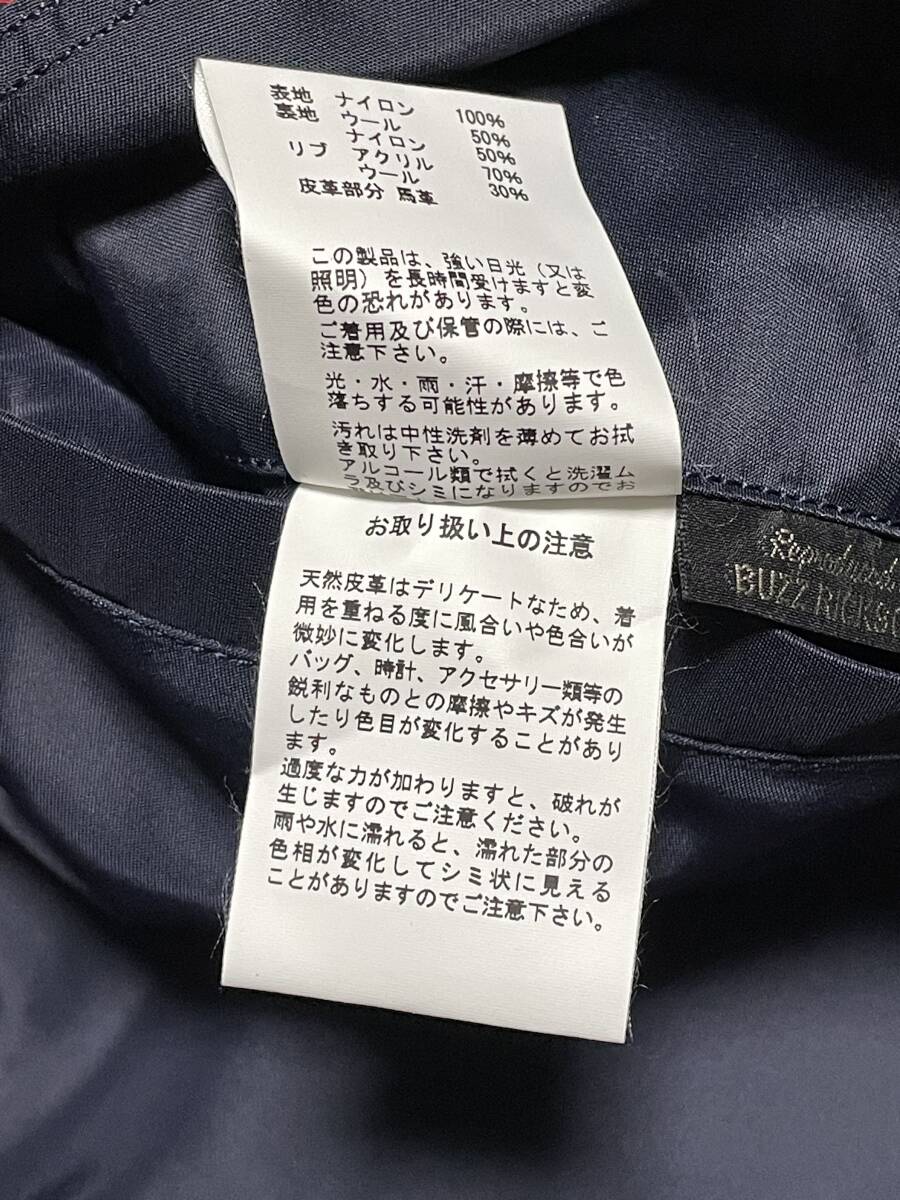 表地 ナイロン 100%
裏地 ウール 50%
ナイロン 50%
リブ アクリル 70%
ウール 30%
皮革部分 馬革
この製品は、強い日光(又は
照明)を長時間受けますと変
色の恐れがあります。
ご着用及び保管の際には、ご
注意下さい。
光・水・雨・汗・摩擦等で色
落ちする可能性があります。
汚れは中性洗剤を薄めてお拭
き取り下さい。
アルコール類で拭くと洗濯ム
ラ及びシミになりますのでお
お取り扱い上の注意
天然皮革はデリケートなため、着
用を重ねる度に風合いや色合いが
微妙に変化します。
バッグ、時計、アクセサリー類等の
鋭利なものとの摩擦やキズが発生
したり色目が変化することがあり
ます。
過度な力が加わりますと、破れが
生じますのでご注意ください。
雨や水に濡れると、濡れた部分の
色相が変化してシミ状に見える
ことがありますのでご注意下さい。
BUZZ RICKSO